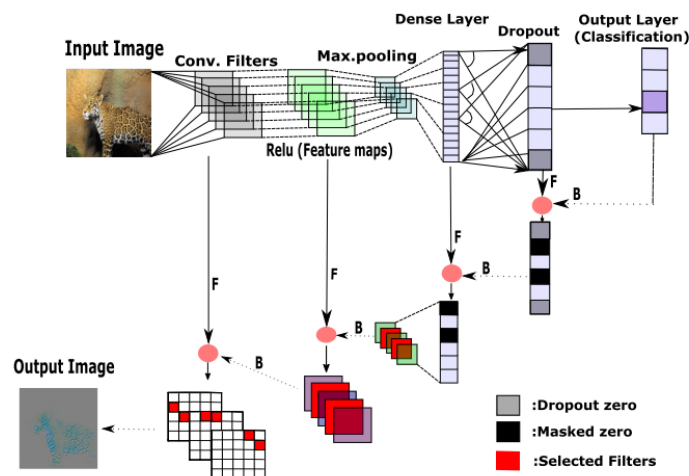 Input Image
Conv. Filters
Max.pooling
Dense Layer
Dropout
Output Layer
(Classification)
Relu (Feature maps)
F
B
F
B
F
B
F
B
Output Image
:Dropout zero
:Masked zero
:Selected Filters